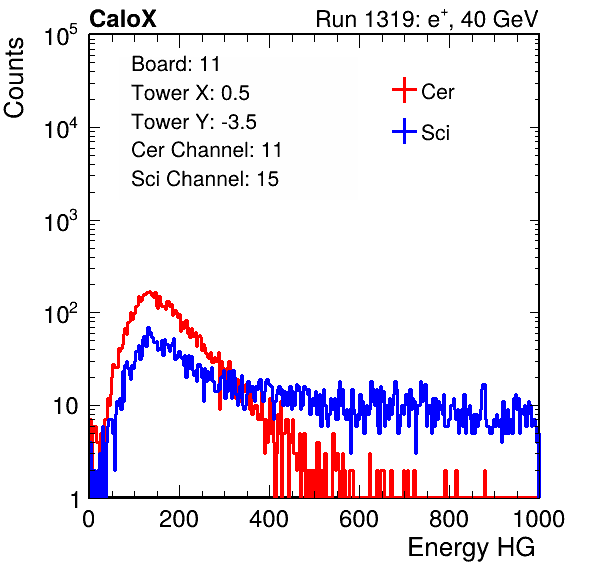 CaloX Run 1319: e+, 40 GeV
Counts
10^5
10^4
10^3
10^2
10
1
Board: 11
Tower X: 0.5
Tower Y: -3.5
Cer Channel: 11
Sci Channel: 15
Cer
Sci
0 200 400 600 800 1000
Energy HG